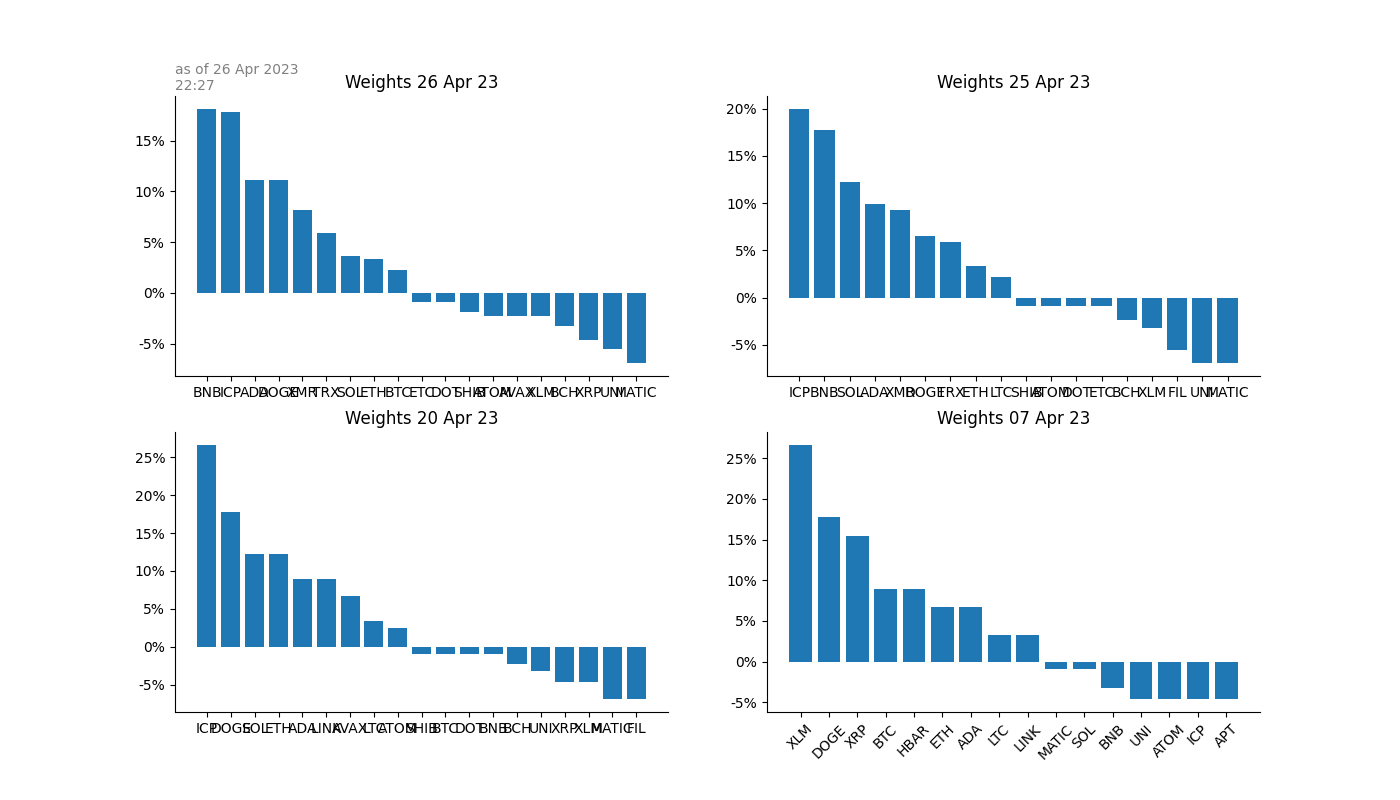 as of 26 Apr 2023
22:27
Weights 26 Apr 23
15%
10%
5%
0%
-5%
BNB ICP ADA DOGE XMR TRX SOL ETH BTC ETC DOT SHIB ATOM AVAX XLM BCH XRP UNI MATIC
Weights 25 Apr 23
20%
15%
10%
5%
0%
-5%
ICP BNB SOL ADA XMR DOGE TRX ETH LTC SHIB ATOM DOT ETC BCH XLM FIL UNI MATIC
Weights 20 Apr 23
25%
20%
15%
10%
5%
0%
-5%
ICP DOGE SOL ETH ADA LINK AVAX LTC ATOM SHIB BTC DOT BNB BCH UNI XRP XLM MATIC FIL
Weights 07 Apr 23
25%
20%
15%
10%
5%
0%
-5%
XLM DOGE XRP BTC HBAR ETH ADA LTC LINK MATIC SOL BNB UNI ATOM ICP APT